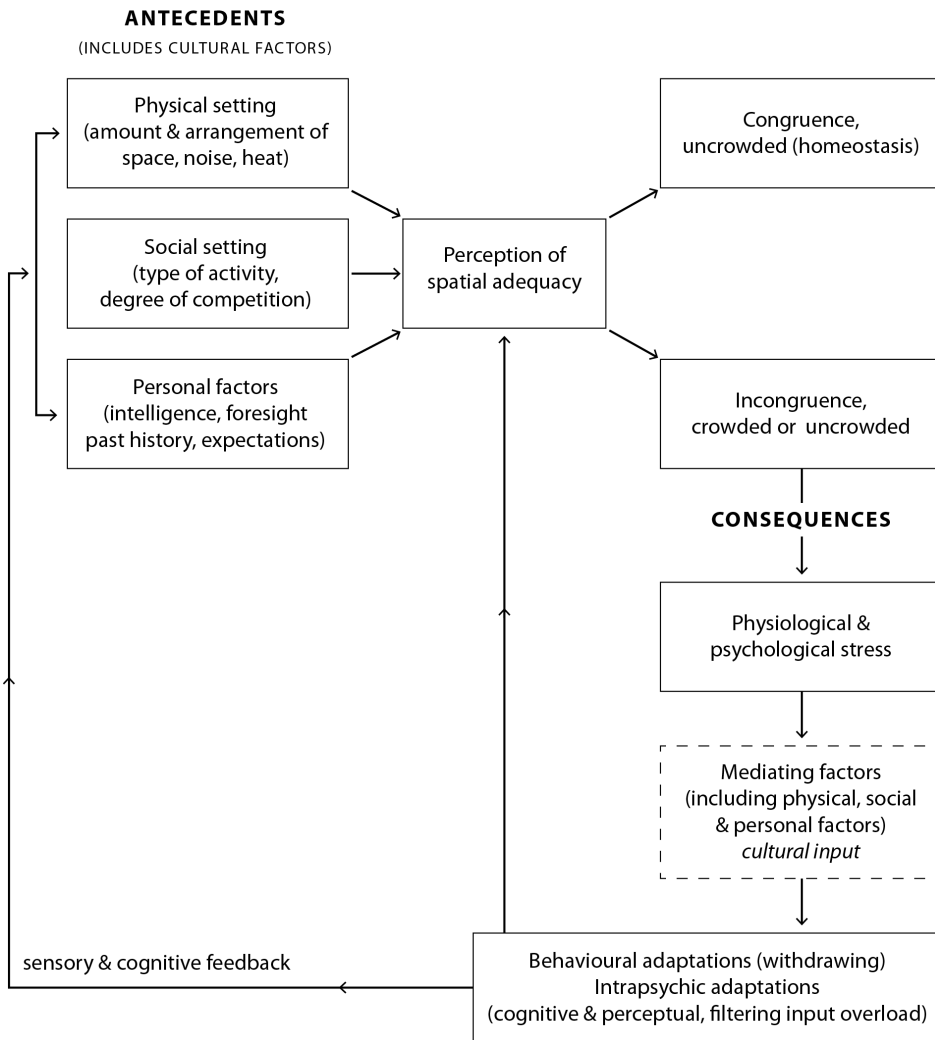 ANTECEDENTS
(INCLUDES CULTURAL FACTORS)
Physical setting
(amount & arrangement of
space, noise, heat)
Social setting
(type of activity,
degree of competition)
Personal factors
(intelligence, foresight
past history, expectations)
Perception of
spatial adequacy
Congruence,
uncrowded (homeostasis)
Incongruence,
crowded or uncrowded
CONSEQUENCES
Physiological &
psychological stress
Mediating factors
(including physical, social
& personal factors)
cultural input
Behavioural adaptations (withdrawing)
Intrapsychic adaptations
(cognitive & perceptual, filtering input overload)
sensory & cognitive feedback